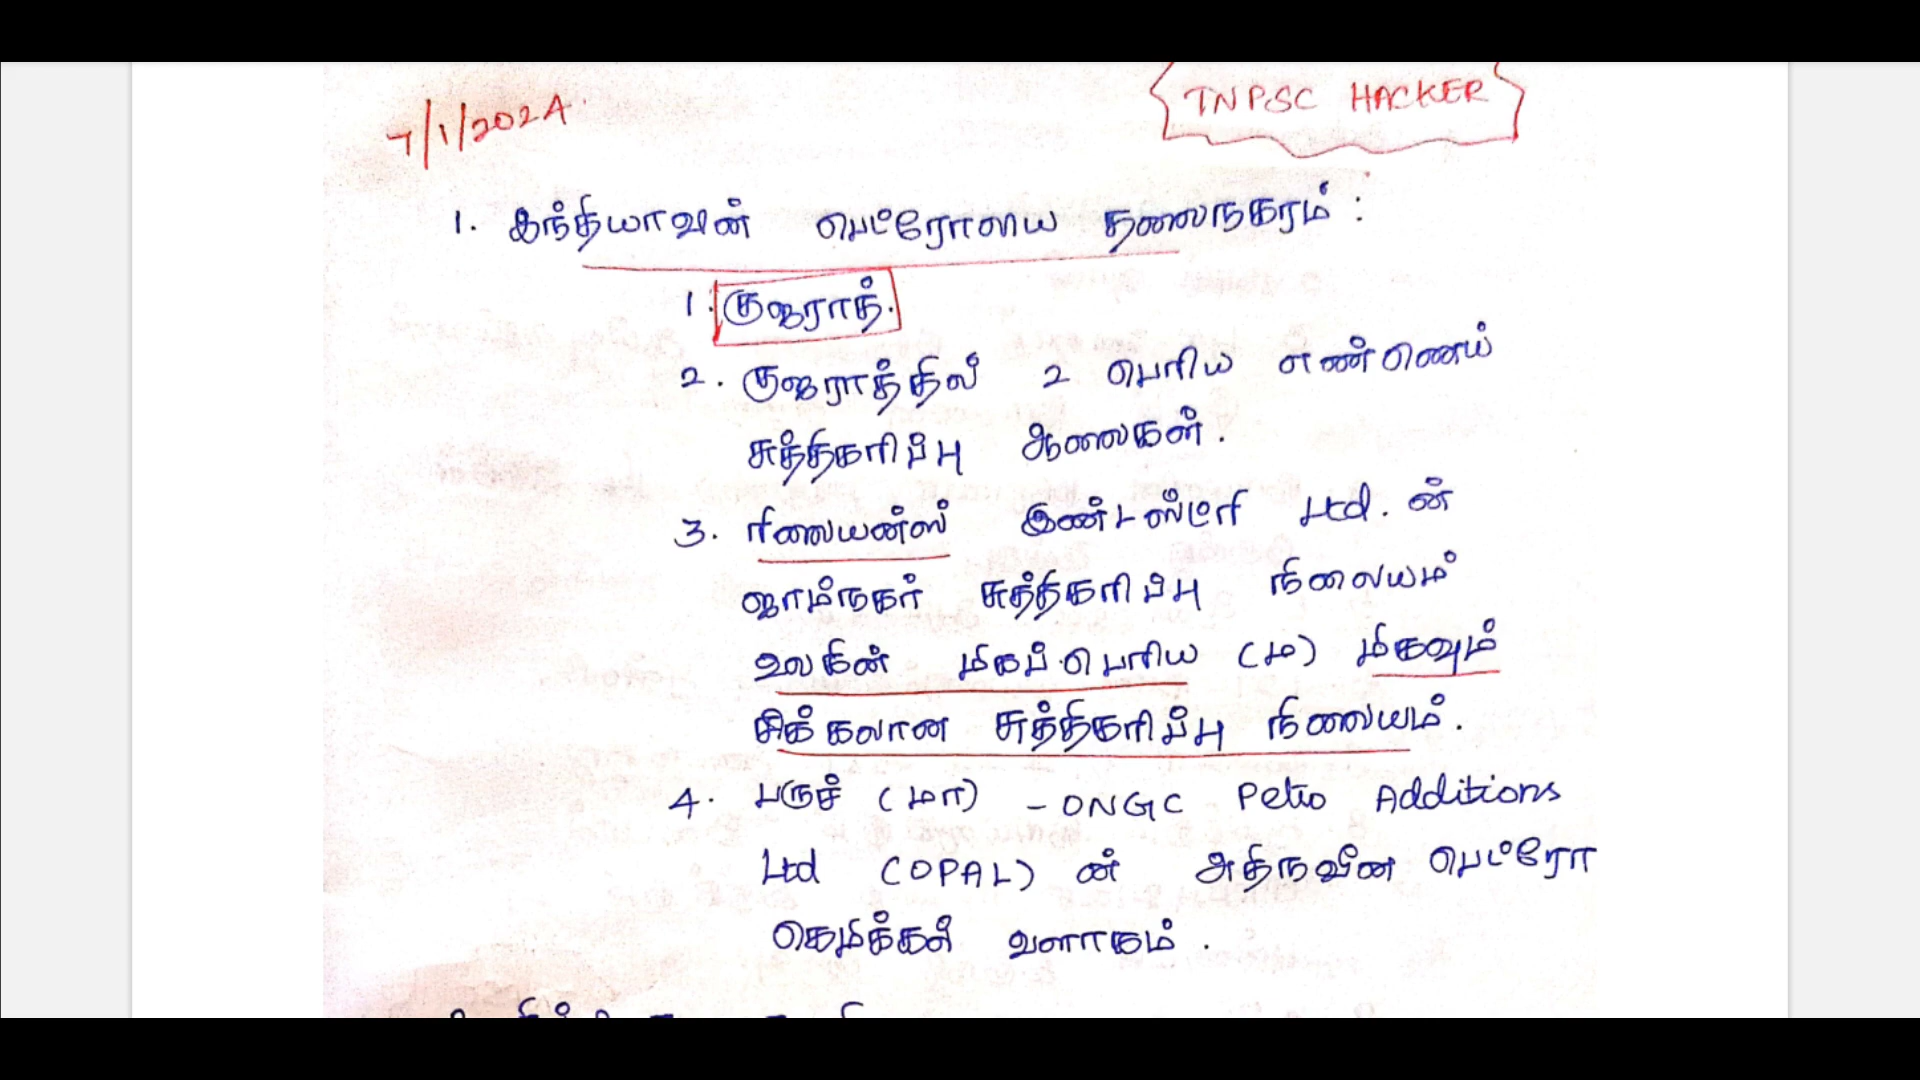 7/1/2024
TNPSC HACKER
1. இந்தியாவின் பெட்ரோலிய தலைநகரம் :
1. குஜராத்.
2. குஜராத்தில் 2 பெரிய எண்ணெய்
சுத்திகரிப்பு ஆலைகள்.
3. ரிலையன்ஸ் இண்டஸ்ட்ரி Ltd. ன்
ஜாம்நகர் சுத்திகரிப்பு நிலையம்
உலகின் மிகப் பெரிய (ம) மிகவும்
சிக்கலான சுத்திகரிப்பு நிலையம்.
4. பருச் (மா) - ONGC Petro Additions
Ltd (OPAL) ன் அதிநவீன பெட்ரோ
கெமிக்கல் வளாகம்.